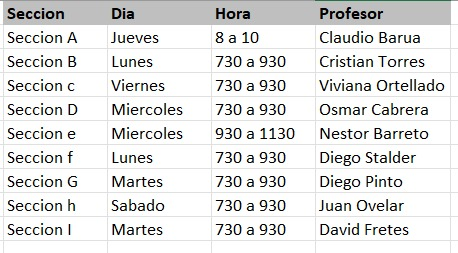 Seccion Dia Hora Profesor
Seccion A Jueves 8 a 10 Claudio Barua
Seccion B Lunes 730 a 930 Cristian Torres
Seccion c Viernes 730 a 930 Viviana Ortellado
Seccion D Miercoles 730 a 930 Osmar Cabrera
Seccion e Miercoles 930 a 1130 Nestor Barreto
Seccion f Lunes 730 a 930 Diego Stalder
Seccion G Martes 730 a 930 Diego Pinto
Seccion h Sabado 730 a 930 Juan Ovelar
Seccion I Martes 730 a 930 David Fretes